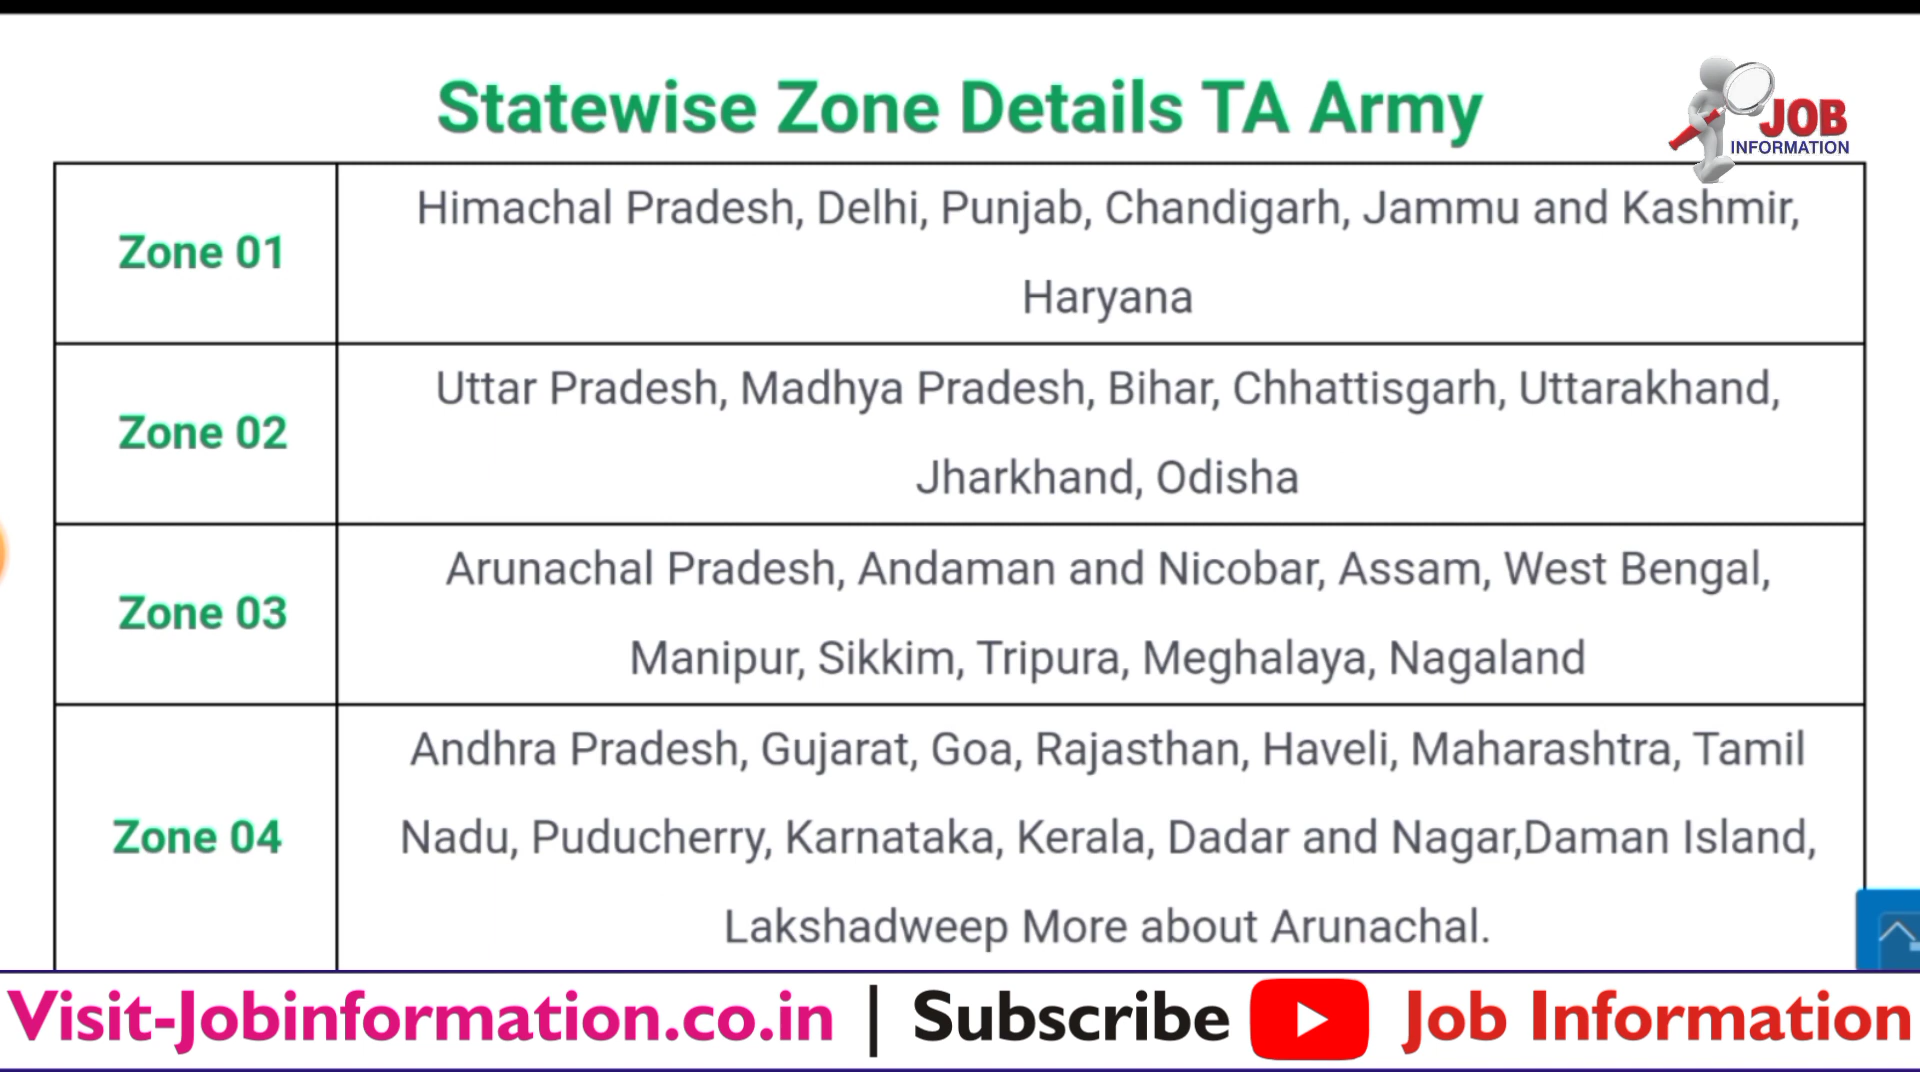 Statewise Zone Details TA Army
JOB
INFORMATION
Zone 01
Himachal Pradesh, Delhi, Punjab, Chandigarh, Jammu and Kashmir,
Haryana
Zone 02
Uttar Pradesh, Madhya Pradesh, Bihar, Chhattisgarh, Uttarakhand,
Jharkhand, Odisha
Zone 03
Arunachal Pradesh, Andaman and Nicobar, Assam, West Bengal,
Manipur, Sikkim, Tripura, Meghalaya, Nagaland
Zone 04
Andhra Pradesh, Gujarat, Goa, Rajasthan, Haveli, Maharashtra, Tamil
Nadu, Puducherry, Karnataka, Kerala, Dadar and Nagar,Daman Island,
Lakshadweep More about Arunachal.
Visit-Jobinformation.co.in | Subscribe Job Information